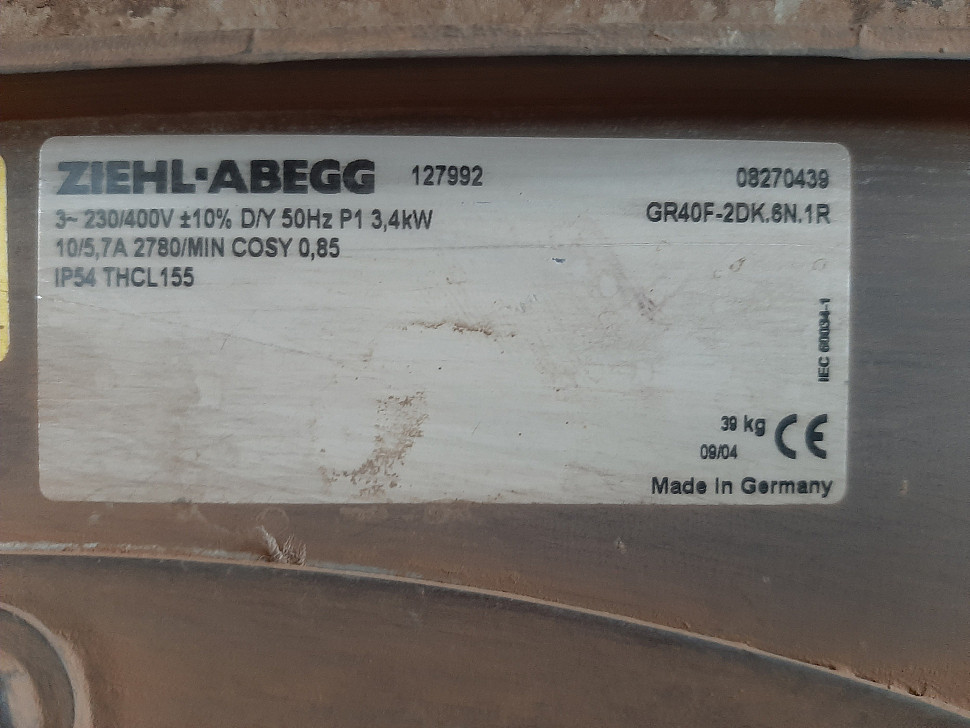 ZIEHL·ABEGG 127992 08270439
3~ 230/400V ±10% D/Y 50Hz P1 3,4kW GR40F-2DK.6N.1R
10/5,7A 2780/MIN COSY 0,85
IP54 THCL155
IEC 60034-1
39 kg CE
09/04
Made In Germany